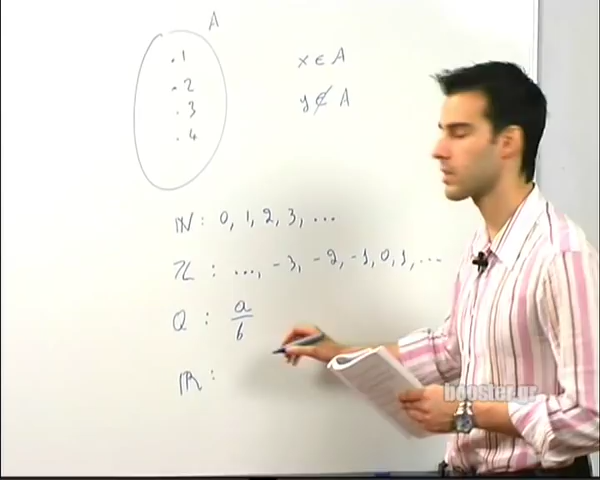 A
.1
.2
.3
.4
x ∈ A
y ∉ A
ℕ: 0, 1, 2, 3, ...
ℤ: ..., -3, -2, -1, 0, 1, ...
Q: a/b
ℝ:
booster.gr